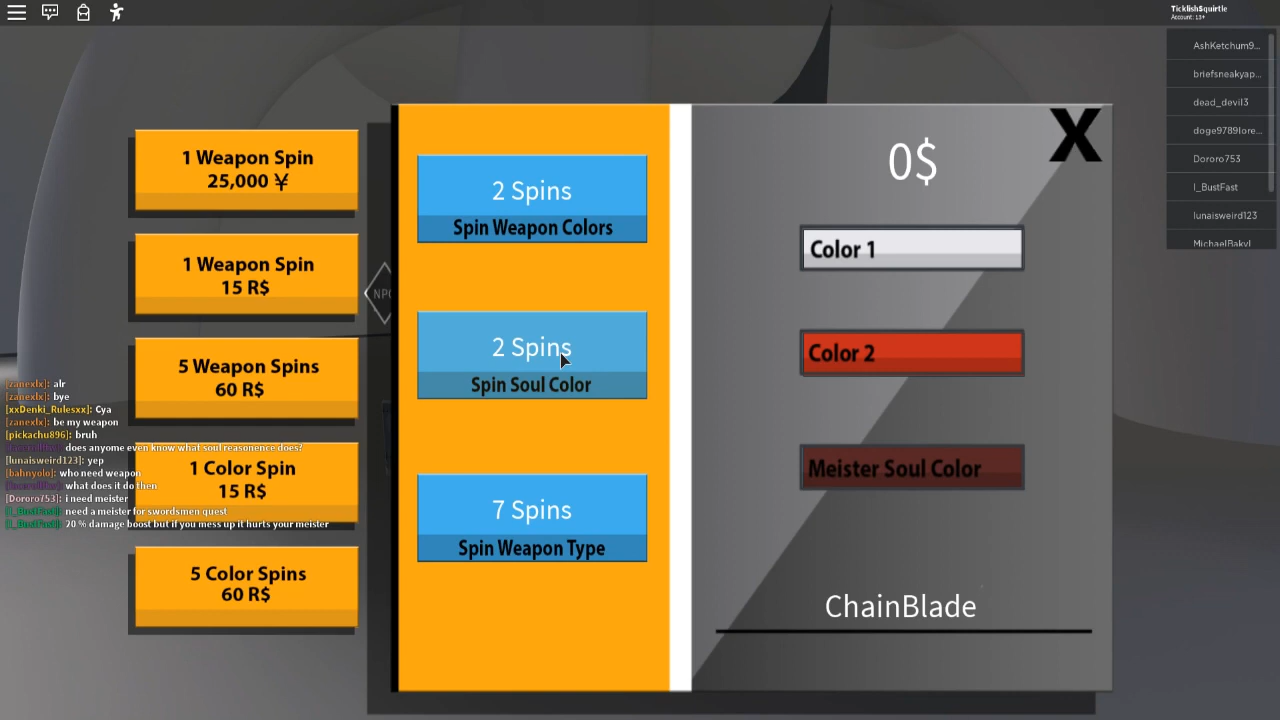 TicklishSquirtle
Account: 13+
AshKetchum9...
briefsneakyap...
dead_devil3
doge9789lore...
Dororo753
I_BustFast
lunaisweird123
MichaelBakyl
1 Weapon Spin
25,000 ¥
1 Weapon Spin
15 R$
5 Weapon Spins
60 R$
1 Color Spin
15 R$
5 Color Spins
60 R$
NPC
2 Spins
Spin Weapon Colors
2 Spins
Spin Soul Color
7 Spins
Spin Weapon Type
X
0$
Color 1
Color 2
Meister Soul Color
ChainBlade
[zanexlx]: alr
[zanexlx]: bye
[xxDenki_Rulesxx]: Cya
[zanexlx]: be my weapon
[pickachu896]: bruh
does anyone even know what soul reasonence does?
[lunaisweird123]: yep
[bahnyolo]: who need weapon
what does it do then
[Dororo753]: i need meister
[I_BustFast]: need a meister for swordsmen quest
[I_BustFast]: 20 % damage boost but if you mess up it hurts your meister